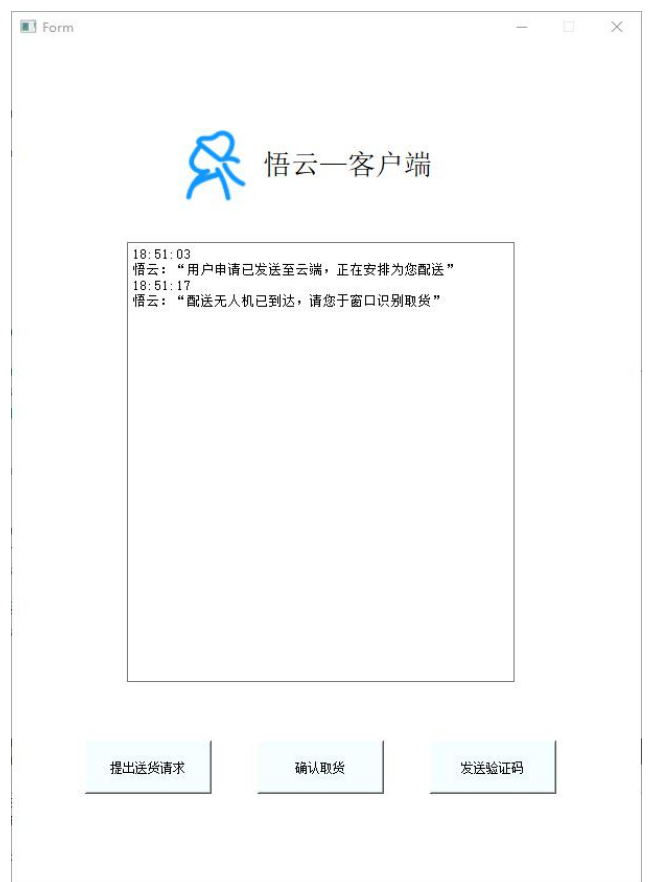 Form
悟云—客户端
18:51:03
悟云：“用户申请已发送至云端，正在安排为您配送”
18:51:17
悟云：“配送无人机已到达，请您于窗口识别取货”
提出送货请求
确认取货
发送验证码